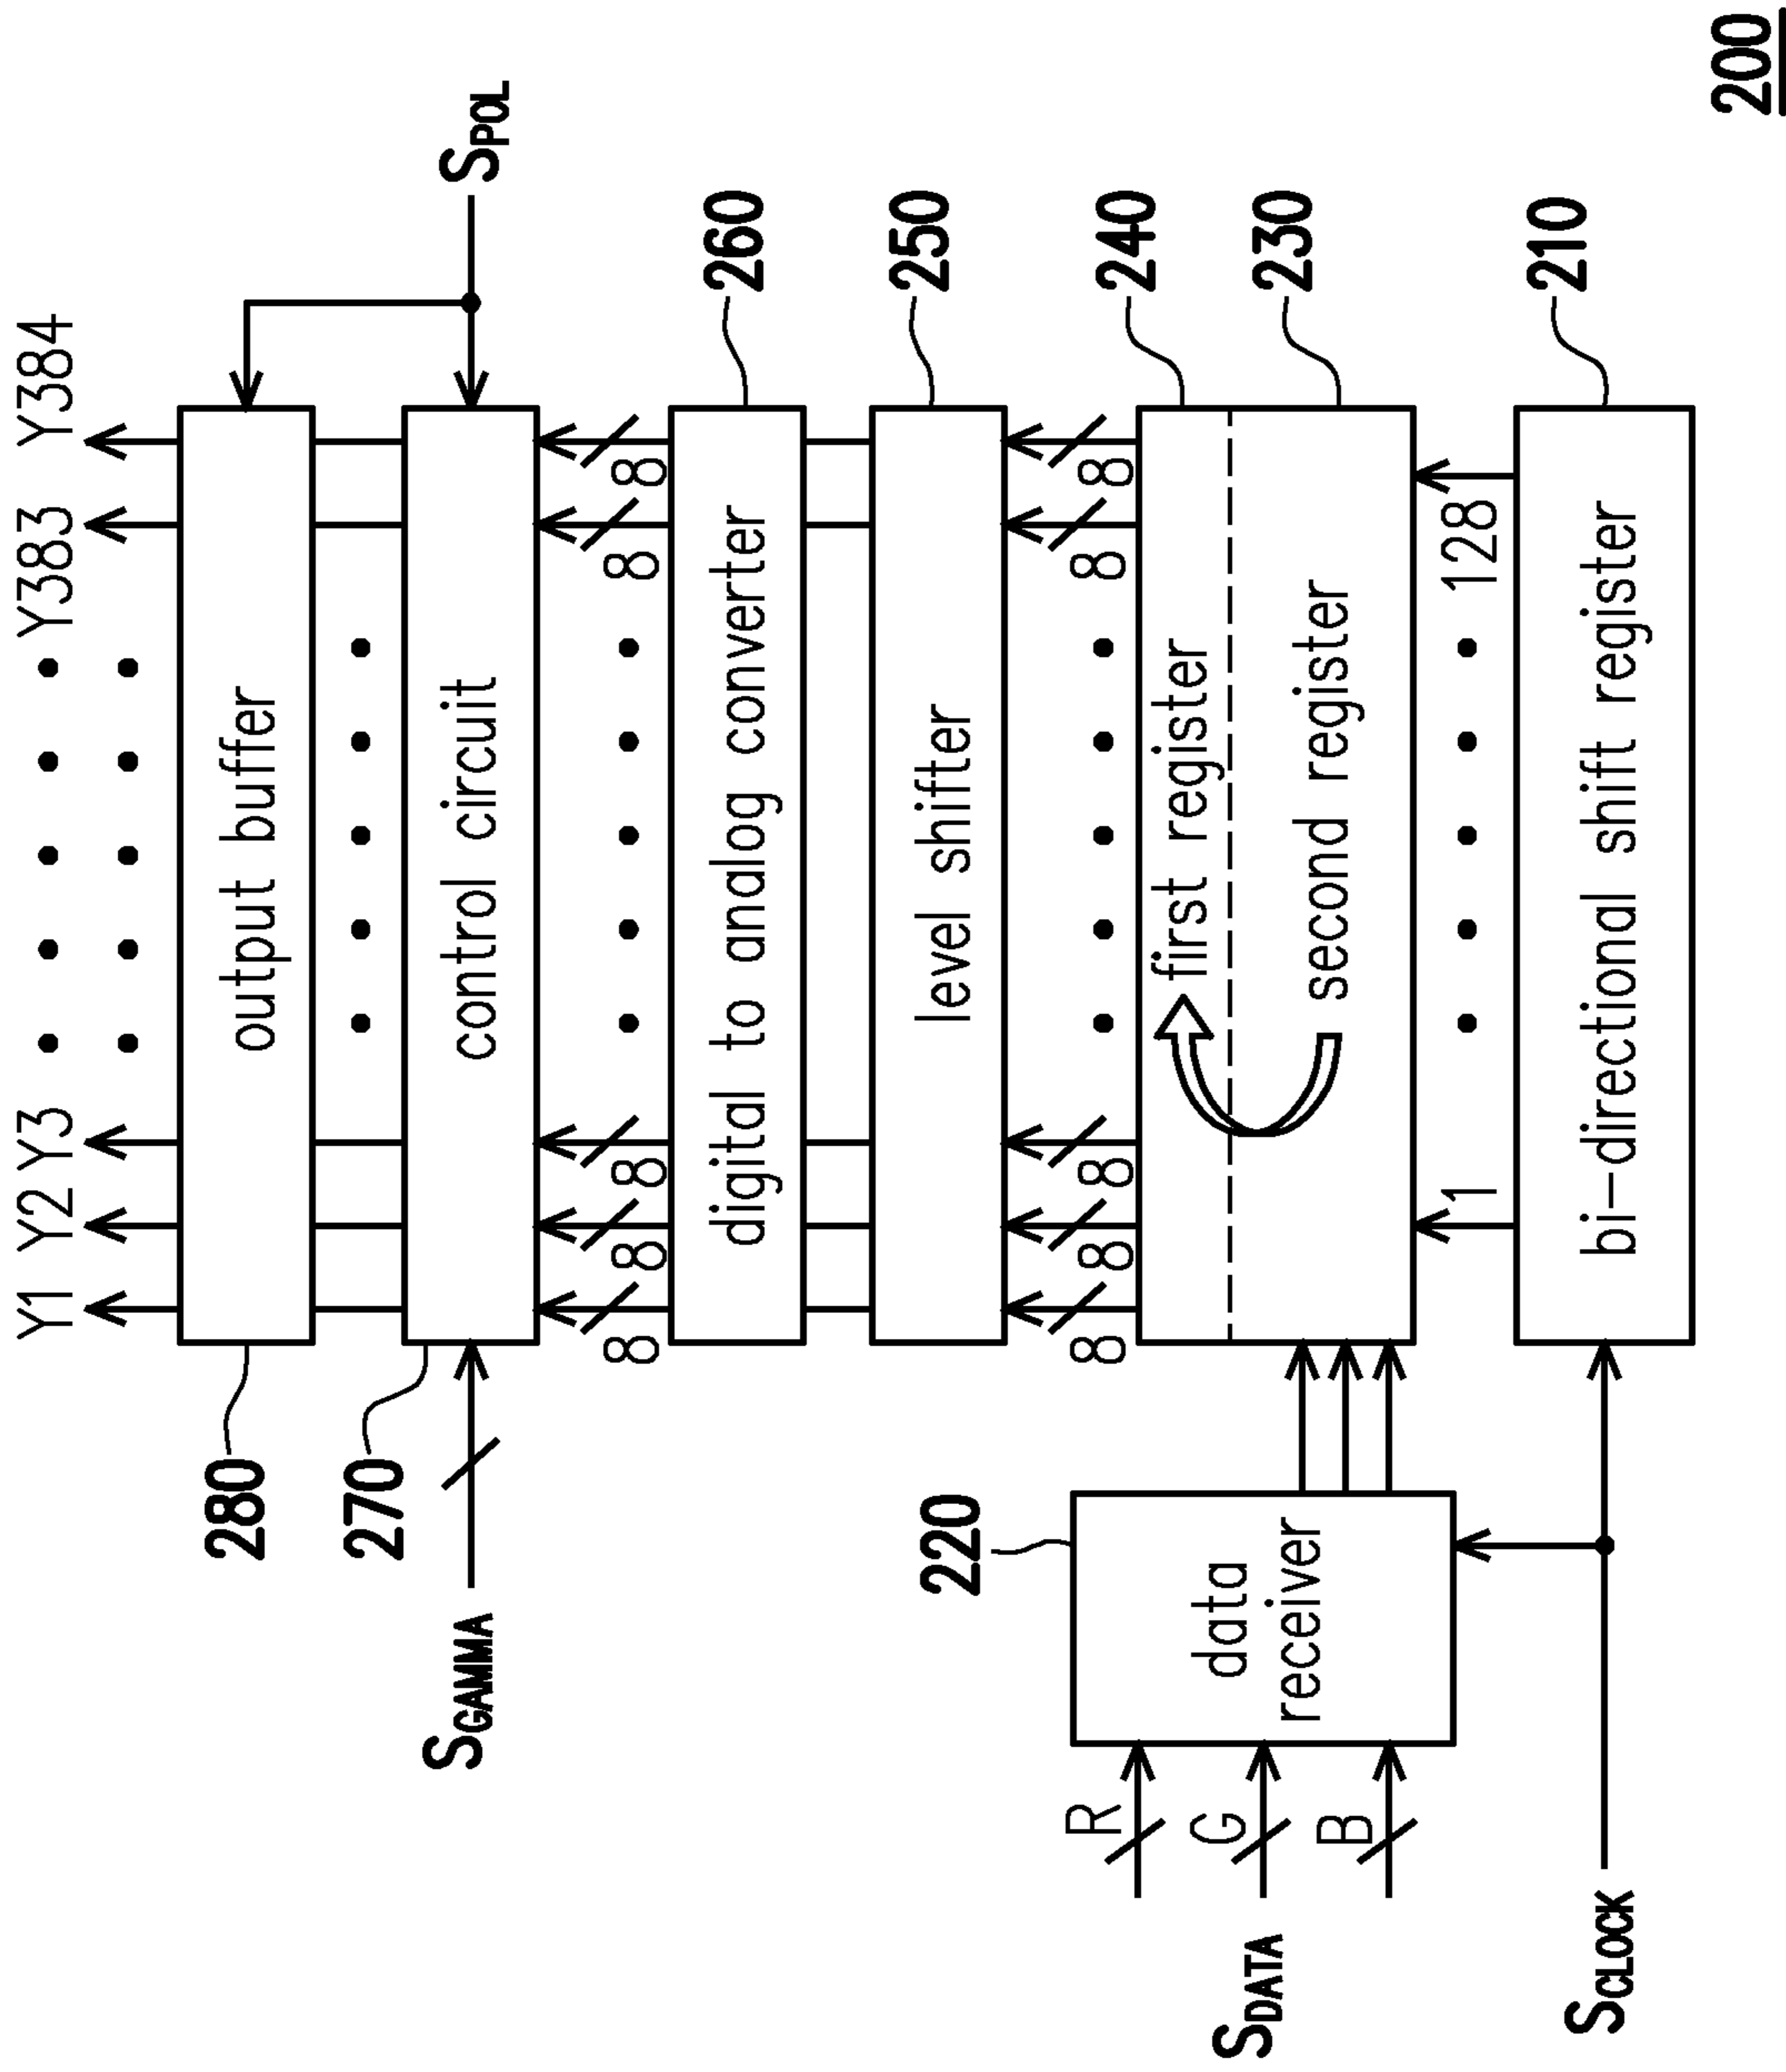 Y1 Y2 Y3 Y383 Y384
280 output buffer
SPOL
270 control circuit
SGAMMA
8 8 8 8 8
digital to analog converter 260
level shifter 250
8 8 8 8 8
220
data
receiver
R
G
B
SDATA
first register 240
second register 230
1 128
bi-directional shift register 210
SCLOCK
200